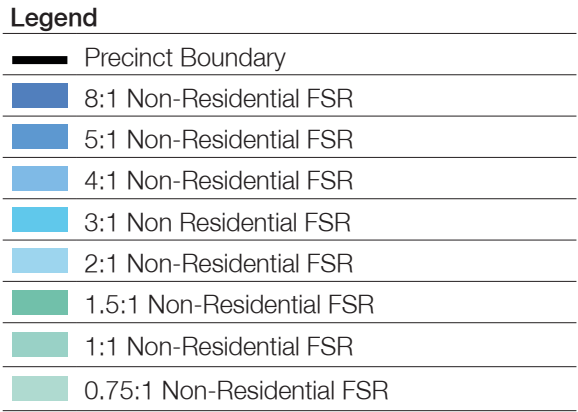 Legend
Precinct Boundary
8:1 Non-Residential FSR
5:1 Non-Residential FSR
4:1 Non-Residential FSR
3:1 Non Residential FSR
2:1 Non-Residential FSR
1.5:1 Non-Residential FSR
1:1 Non-Residential FSR
0.75:1 Non-Residential FSR